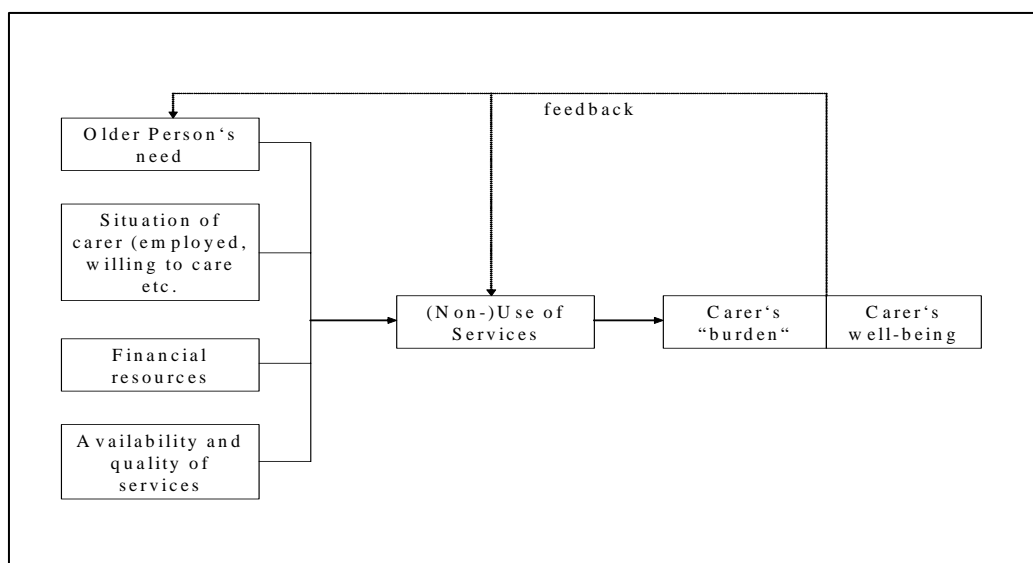 feedback
Older Person‘s
need
Situation of
carer (employed,
willing to care
etc.
Financial
resources
Availability and
quality of
services
(Non-)Use of
Services
Carer‘s
“burden“
Carer‘s
well-being